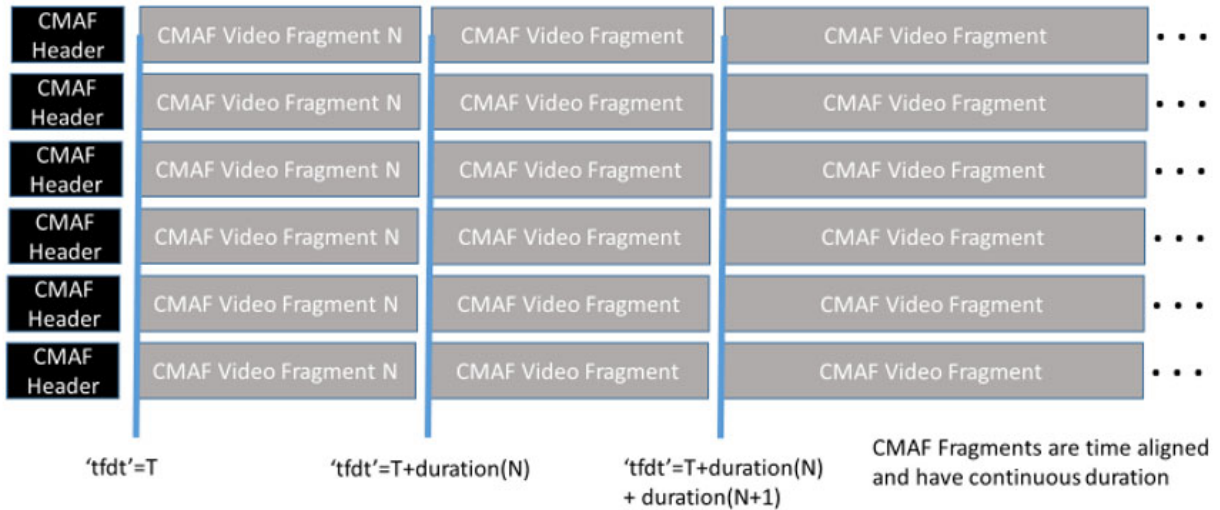 CMAF
Header
CMAF Video Fragment N
CMAF Video Fragment
CMAF Video Fragment
. . .
CMAF
Header
CMAF Video Fragment N
CMAF Video Fragment
CMAF Video Fragment
. . .
CMAF
Header
CMAF Video Fragment N
CMAF Video Fragment
CMAF Video Fragment
. . .
CMAF
Header
CMAF Video Fragment N
CMAF Video Fragment
CMAF Video Fragment
. . .
CMAF
Header
CMAF Video Fragment N
CMAF Video Fragment
CMAF Video Fragment
. . .
CMAF
Header
CMAF Video Fragment N
CMAF Video Fragment
CMAF Video Fragment
. . .
‘tfdt’=T
‘tfdt’=T+duration(N)
‘tfdt’=T+duration(N)
+ duration(N+1)
CMAF Fragments are time aligned
and have continuous duration